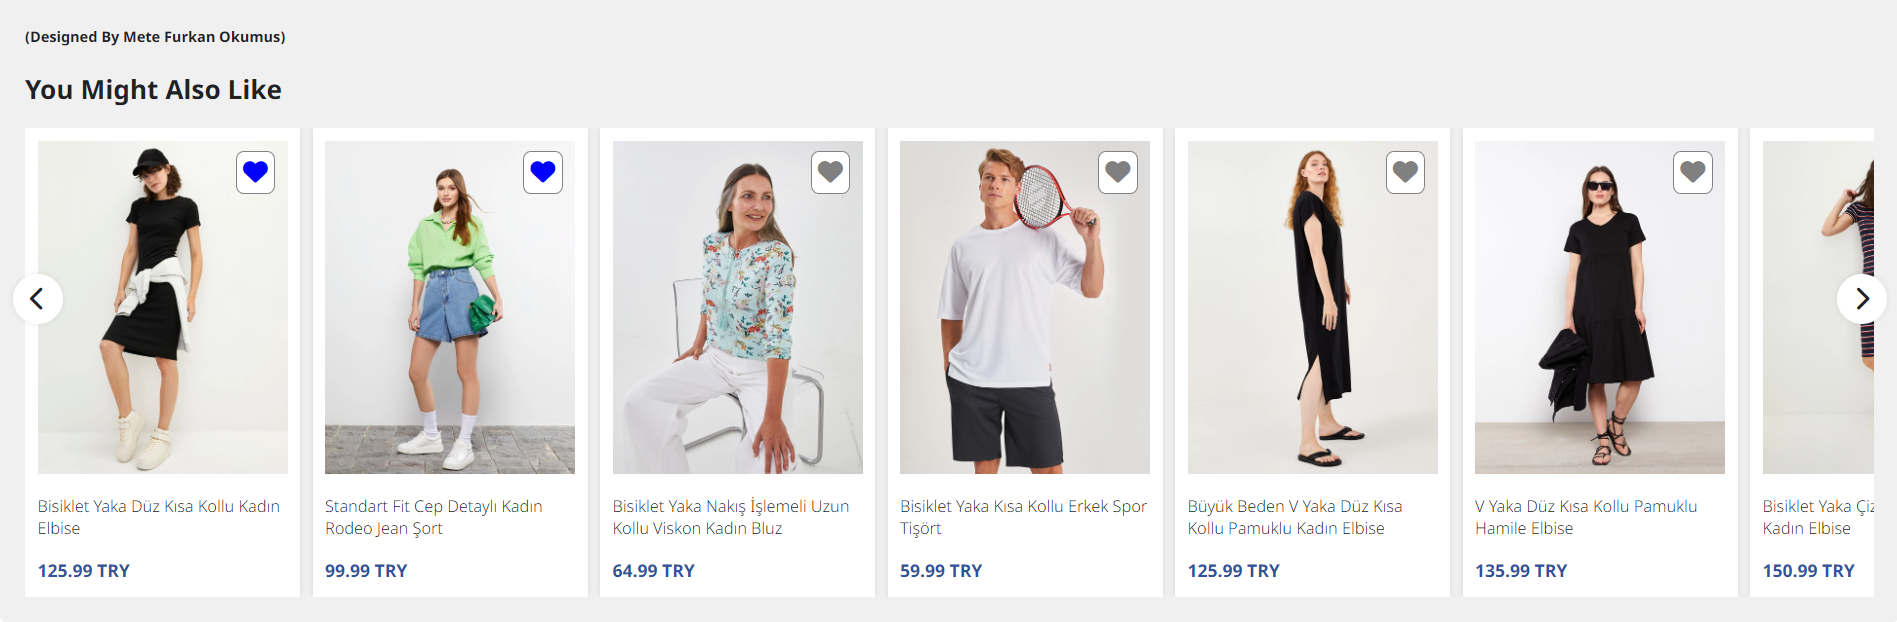 (Designed By Mete Furkan Okumus)
You Might Also Like
Bisiklet Yaka Düz Kısa Kollu Kadın
Elbise
125.99 TRY
Standart Fit Cep Detaylı Kadın
Rodeo Jean Şort
99.99 TRY
Bisiklet Yaka Nakış İşlemeli Uzun
Kollu Viskon Kadın Bluz
64.99 TRY
Bisiklet Yaka Kısa Kollu Erkek Spor
Tişört
59.99 TRY
Büyük Beden V Yaka Düz Kısa
Kollu Pamuklu Kadın Elbise
125.99 TRY
V Yaka Düz Kısa Kollu Pamuklu
Hamile Elbise
135.99 TRY
Bisiklet Yaka
Kadın Elbise
150.99 TRY